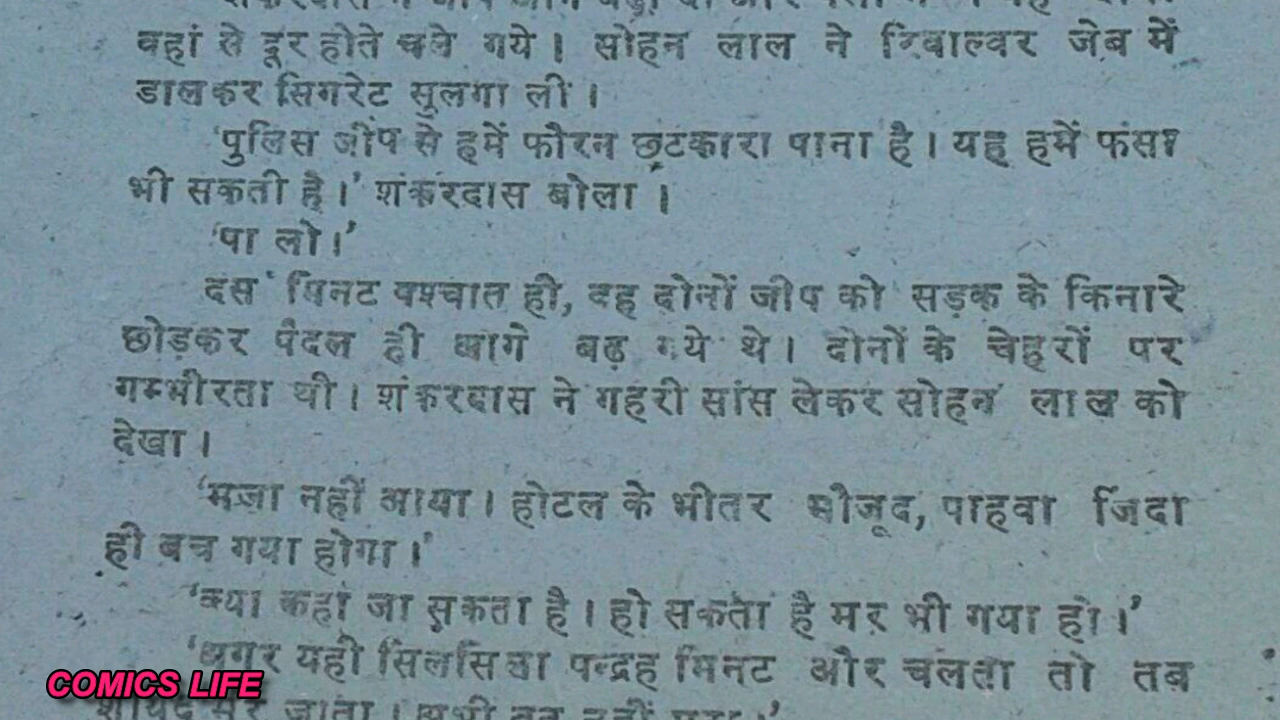 वहां से दूर होते चले गये। सोहन लाल ने रिवाल्वर जेब में
डालकर सिगरेट सुलगा ली।
'पुलिस जीप से हमें फौरन छुटकारा पाना है। यह हमें फंसा
भी सकती है।' शंकरदास बोला।
'पा लो।'
दस मिनट पश्चात ही, वह दोनों जीप को सड़क के किनारे
छोड़कर पैदल ही आगे बढ़ गये थे। दोनों के चेहरों पर
गम्भीरता थी। शंकरदास ने गहरी सांस लेकर सोहन लाल को
देखा।
'मजा नहीं आया। होटल के भीतर मौजूद, पाहवा जिंदा
ही बच गया होगा।'
'क्या कहा जा सकता है। हो सकता है मर भी गया हो।'
'अगर यही सिलसिला पन्द्रह मिनट और चलता तो तब
COMICS LIFE